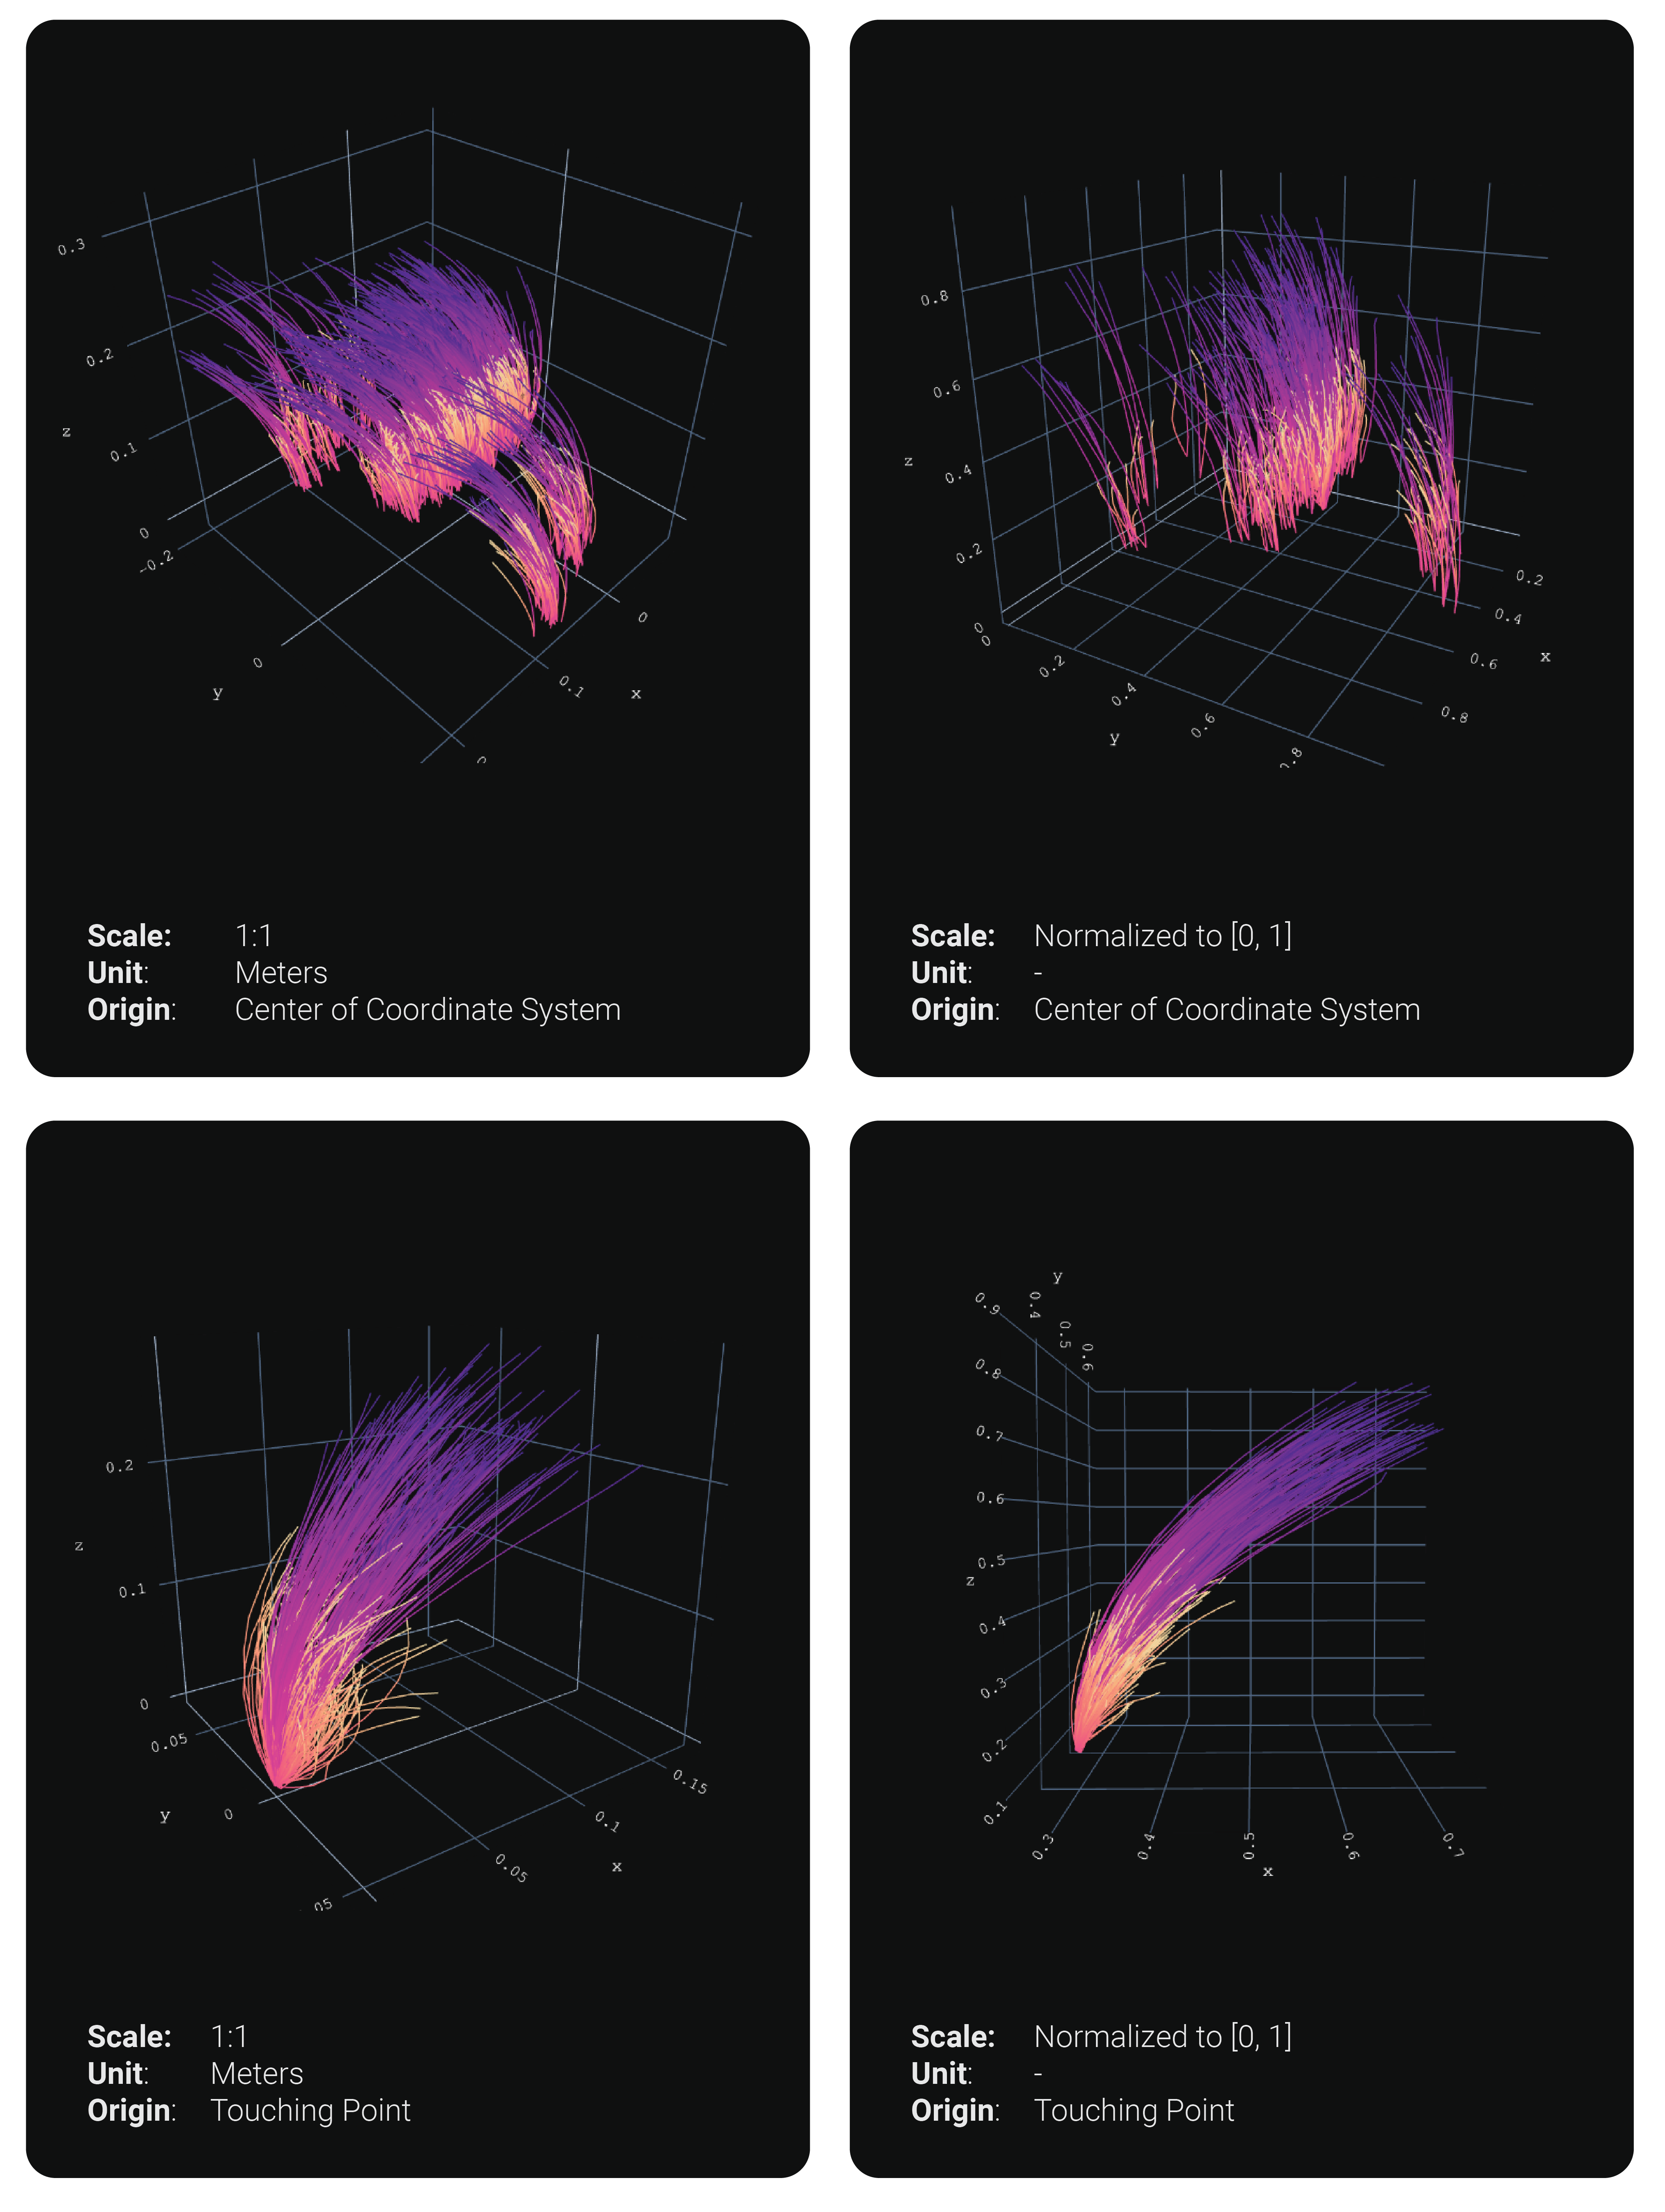 0.3
0.2
0.1
z
0
-0.2
0
y
0
0.1
x
Scale: 1:1
Unit: Meters
Origin: Center of Coordinate System
0.8
0.6
0.4
z
0.2
0
0
0.2
0.4
0.6
y
0.2
0.4
0.6
0.8
x
Scale: Normalized to [0, 1]
Unit: -
Origin: Center of Coordinate System
0.2
z
0.1
0
0.05
y
0
0.15
0.1
0.05
x
Scale: 1:1
Unit: Meters
Origin: Touching Point
y
0.4
0.5
0.6
0.9
0.8
0.7
0.6
0.5
z
0.4
0.3
0.2
0.1
0.3
0.4
0.5
0.6
0.7
x
Scale: Normalized to [0, 1]
Unit: -
Origin: Touching Point